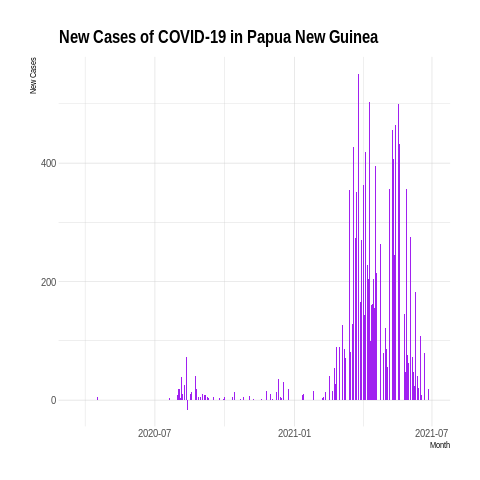 New Cases of COVID-19 in Papua New Guinea
New Cases
400
200
0
2020-07
2021-01
2021-07
Month